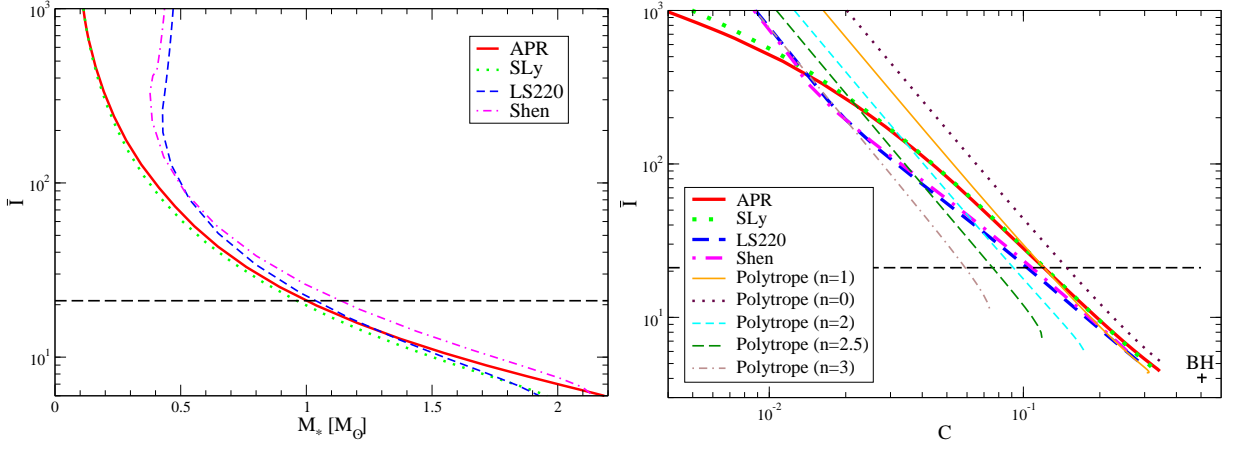 10³
10²
10¹
Ī
0
0.5
1
1.5
2
M* [M⊙]
APR
SLy
LS220
Shen
10³
10²
10¹
Ī
10⁻²
10⁻¹
C
APR
SLy
LS220
Shen
Polytrope (n=1)
Polytrope (n=0)
Polytrope (n=2)
Polytrope (n=2.5)
Polytrope (n=3)
BH